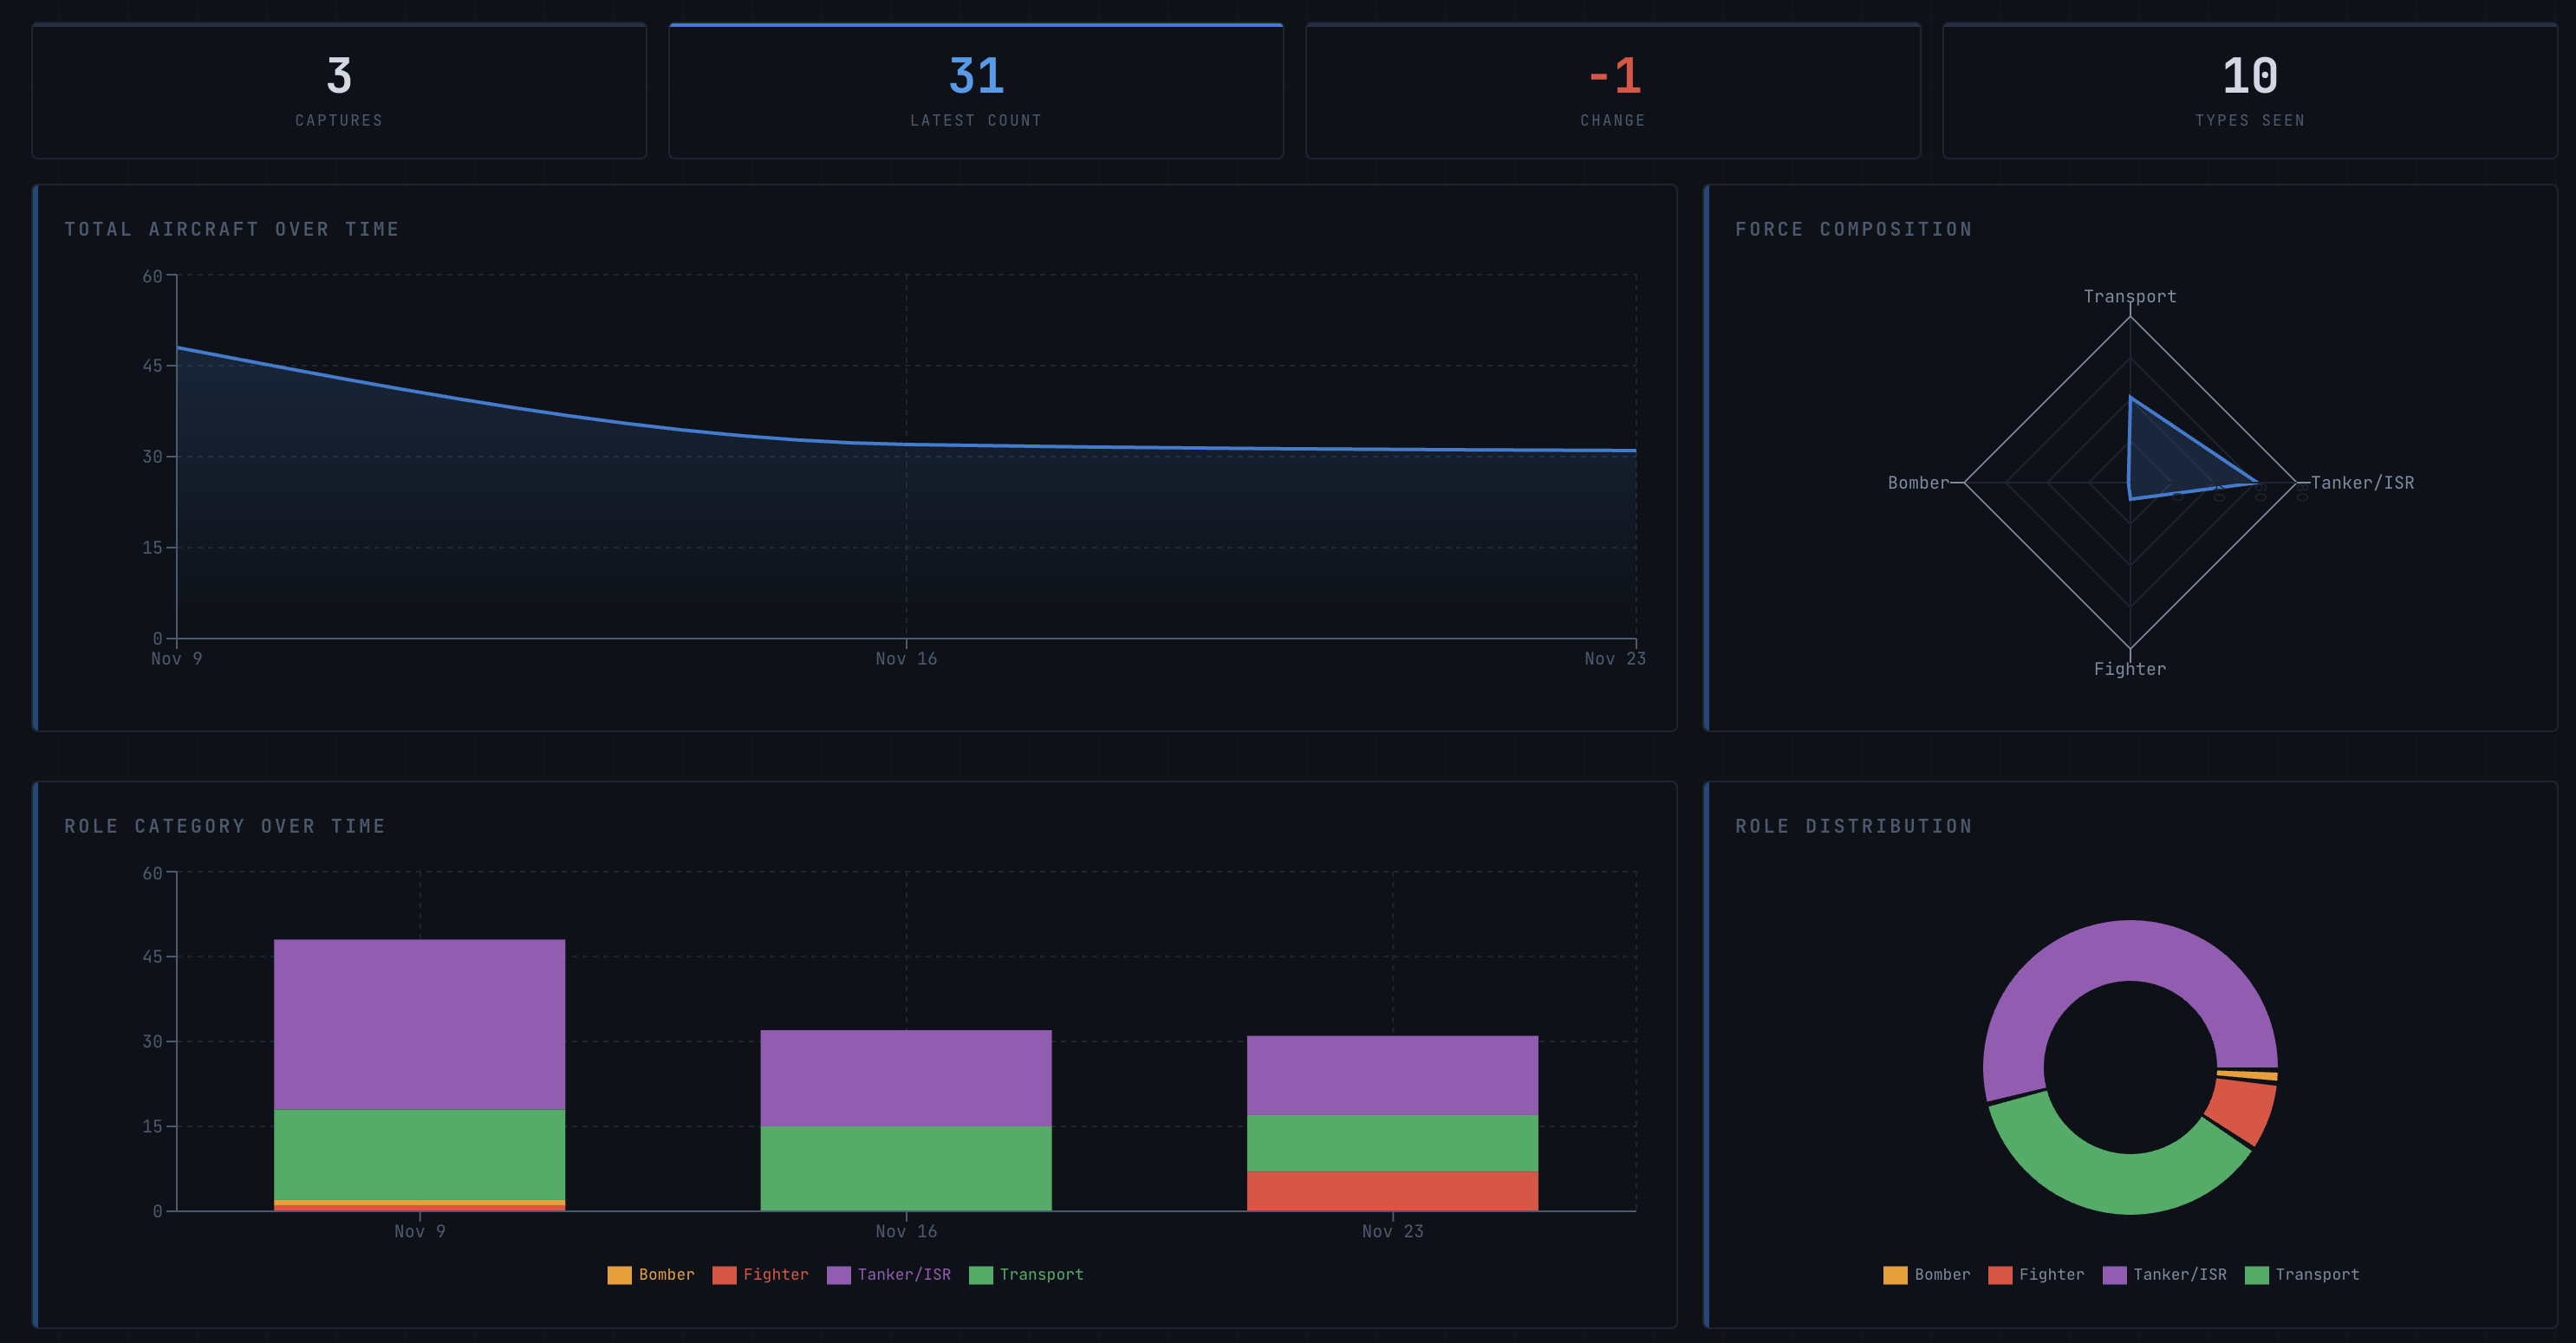 3
CAPTURES
31
LATEST COUNT
-1
CHANGE
10
TYPES SEEN
TOTAL AIRCRAFT OVER TIME
60
45
30
15
0
Nov 9
Nov 16
Nov 23
FORCE COMPOSITION
Transport
Bomber
Tanker/ISR
Fighter
ROLE CATEGORY OVER TIME
60
45
30
15
0
Nov 9
Nov 16
Nov 23
Bomber Fighter Tanker/ISR Transport
ROLE DISTRIBUTION
Bomber Fighter Tanker/ISR Transport